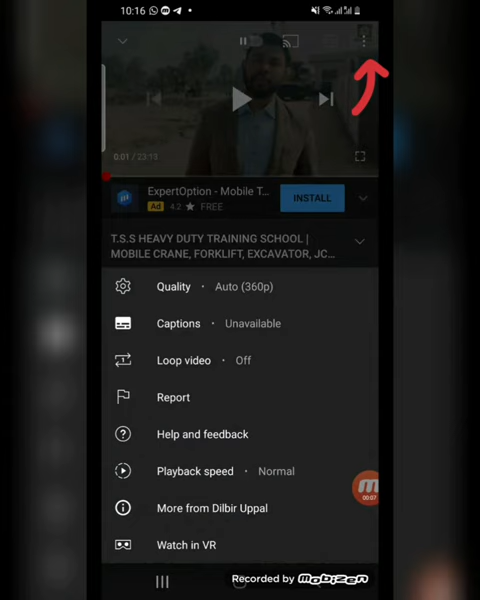 10:16
0:01 / 23:13
ExpertOption - Mobile T...
Ad 4.2 ★ FREE
INSTALL
T.S.S HEAVY DUTY TRAINING SCHOOL |
MOBILE CRANE, FORKLIFT, EXCAVATOR, JC...
Quality · Auto (360p)
Captions · Unavailable
Loop video · Off
Report
Help and feedback
Playback speed · Normal
00:07
More from Dilbir Uppal
Watch in VR
Recorded by mobizen